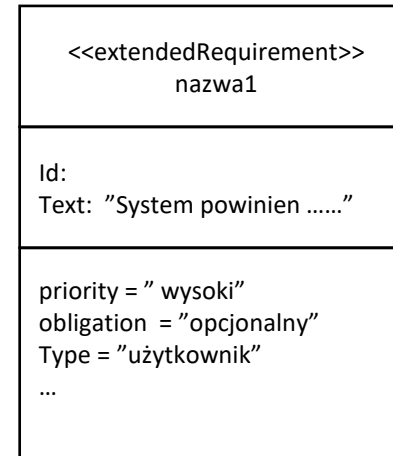 <<extendedRequirement>>
nazwa1
Id:
Text: ”System powinien ……”
priority = ” wysoki”
obligation = ”opcjonalny”
Type = ”użytkownik”
…